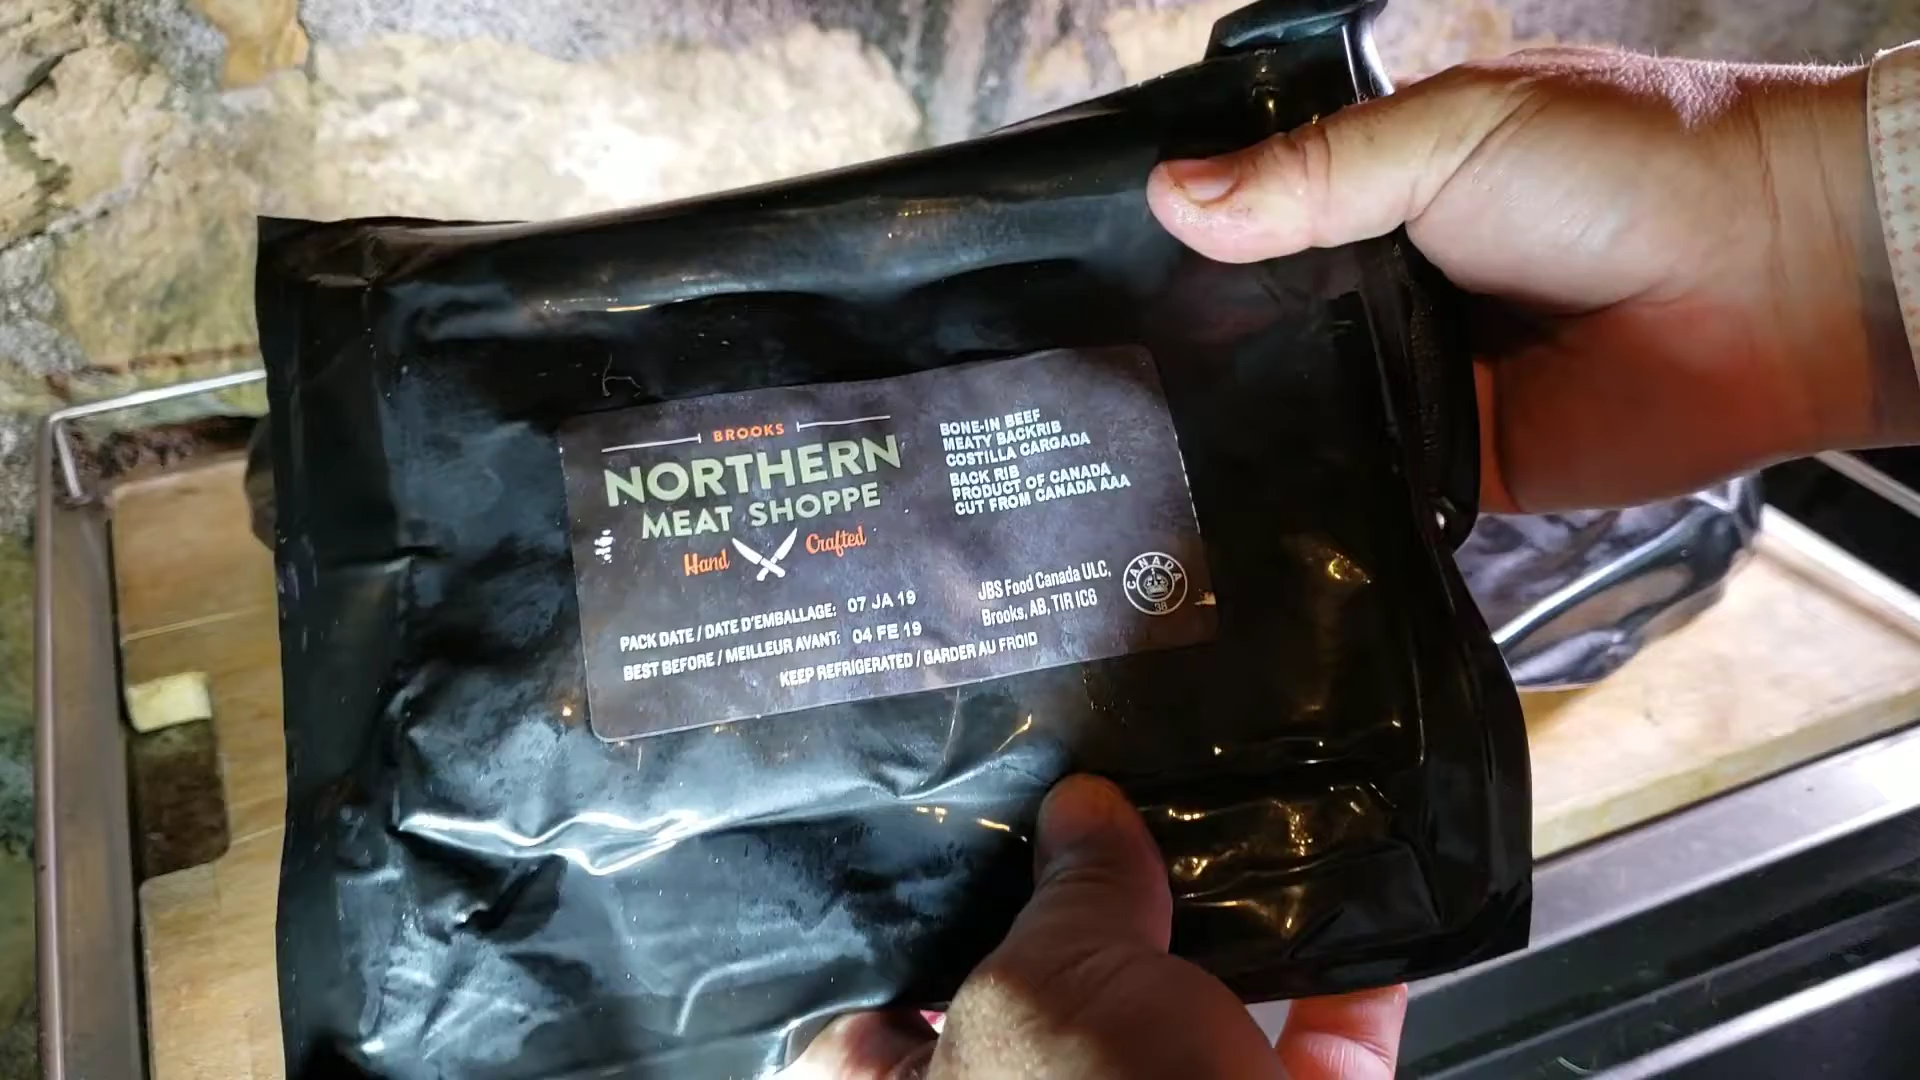 BROOKS
NORTHERN
MEAT SHOPPE
Hand Crafted
BONE-IN BEEF
MEATY BACKRIB
COSTILLA CARGADA
BACK RIB
PRODUCT OF CANADA
CUT FROM CANADA AAA
PACK DATE / DATE D'EMBALLAGE: 07 JA 19
BEST BEFORE / MEILLEUR AVANT: 04 FE 19
KEEP REFRIGERATED / GARDER AU FROID
JBS Food Canada ULC,
Brooks, AB, T1R 1C6
CANADA
38